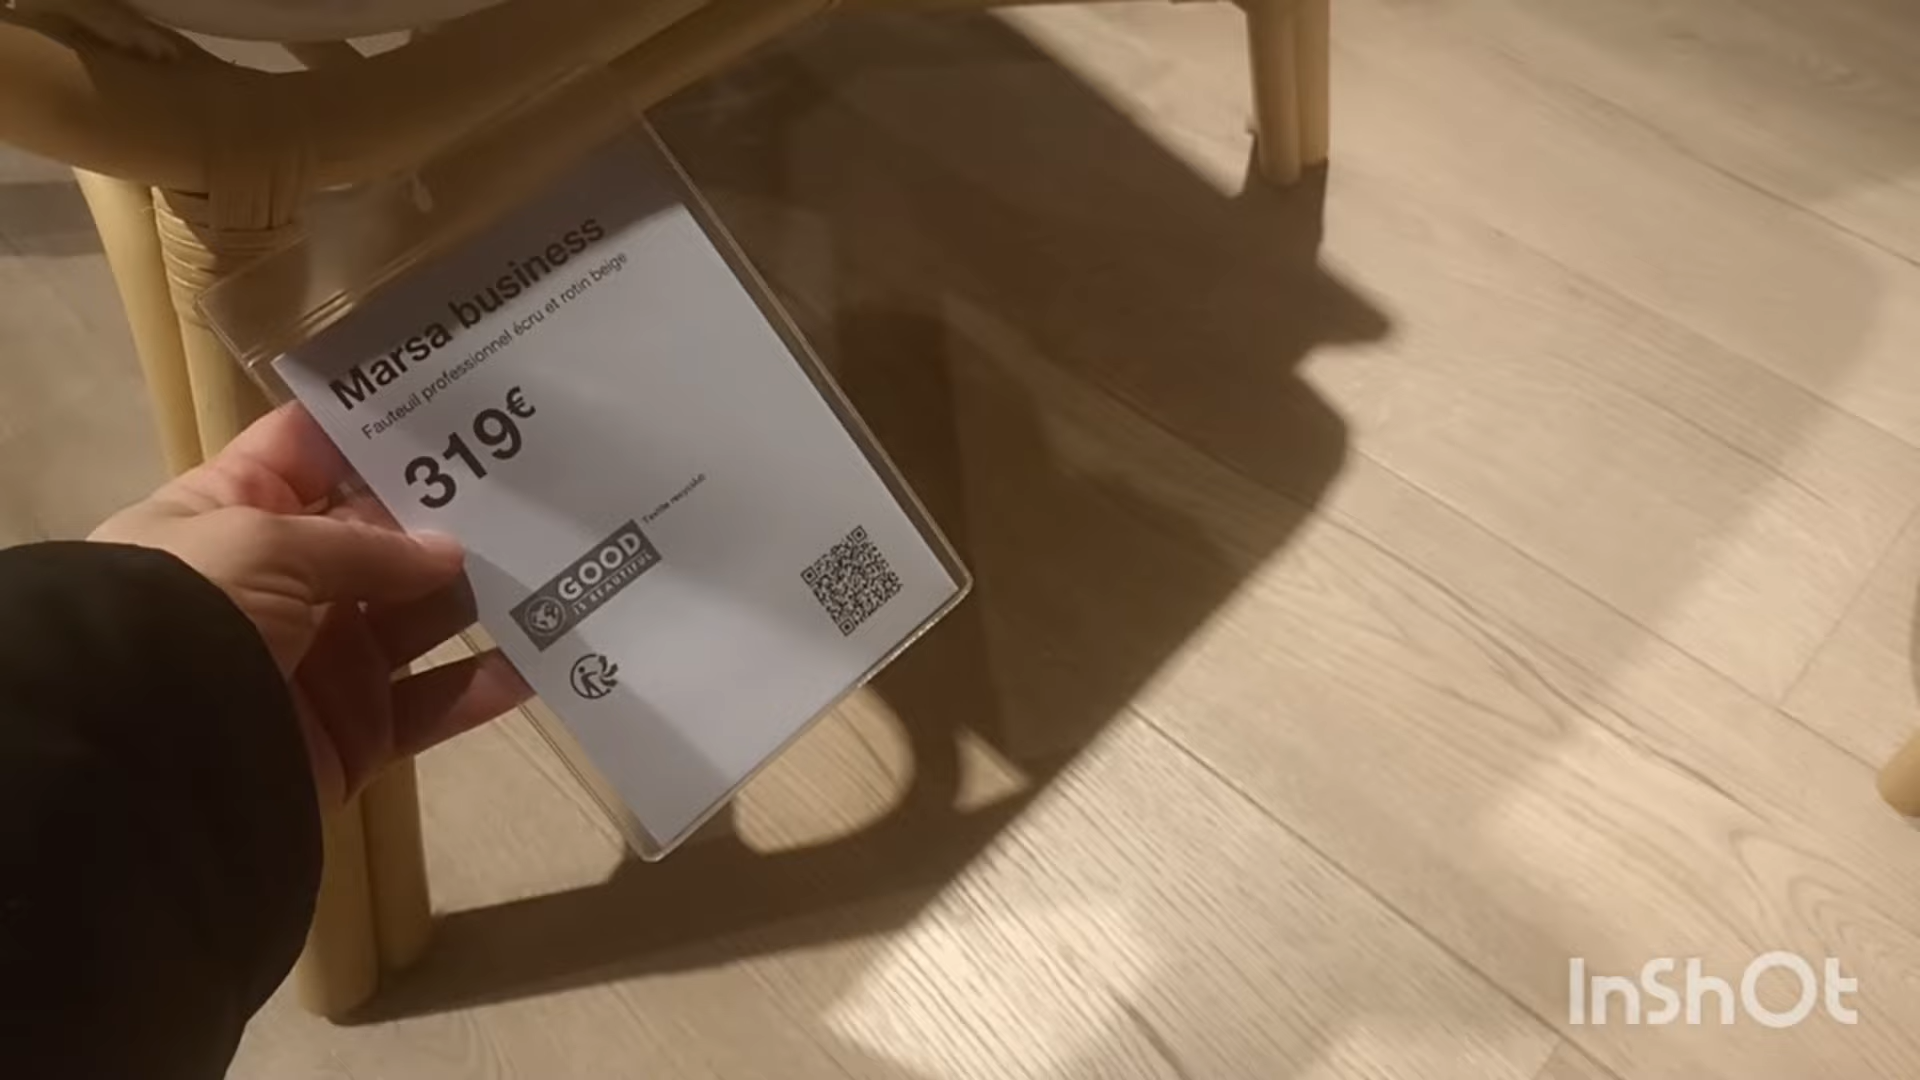 Marsa business
Fauteuil professionnel écru et rotin beige
319€
Textile recyclé
GOOD
IS BEAUTIFUL
InShOt